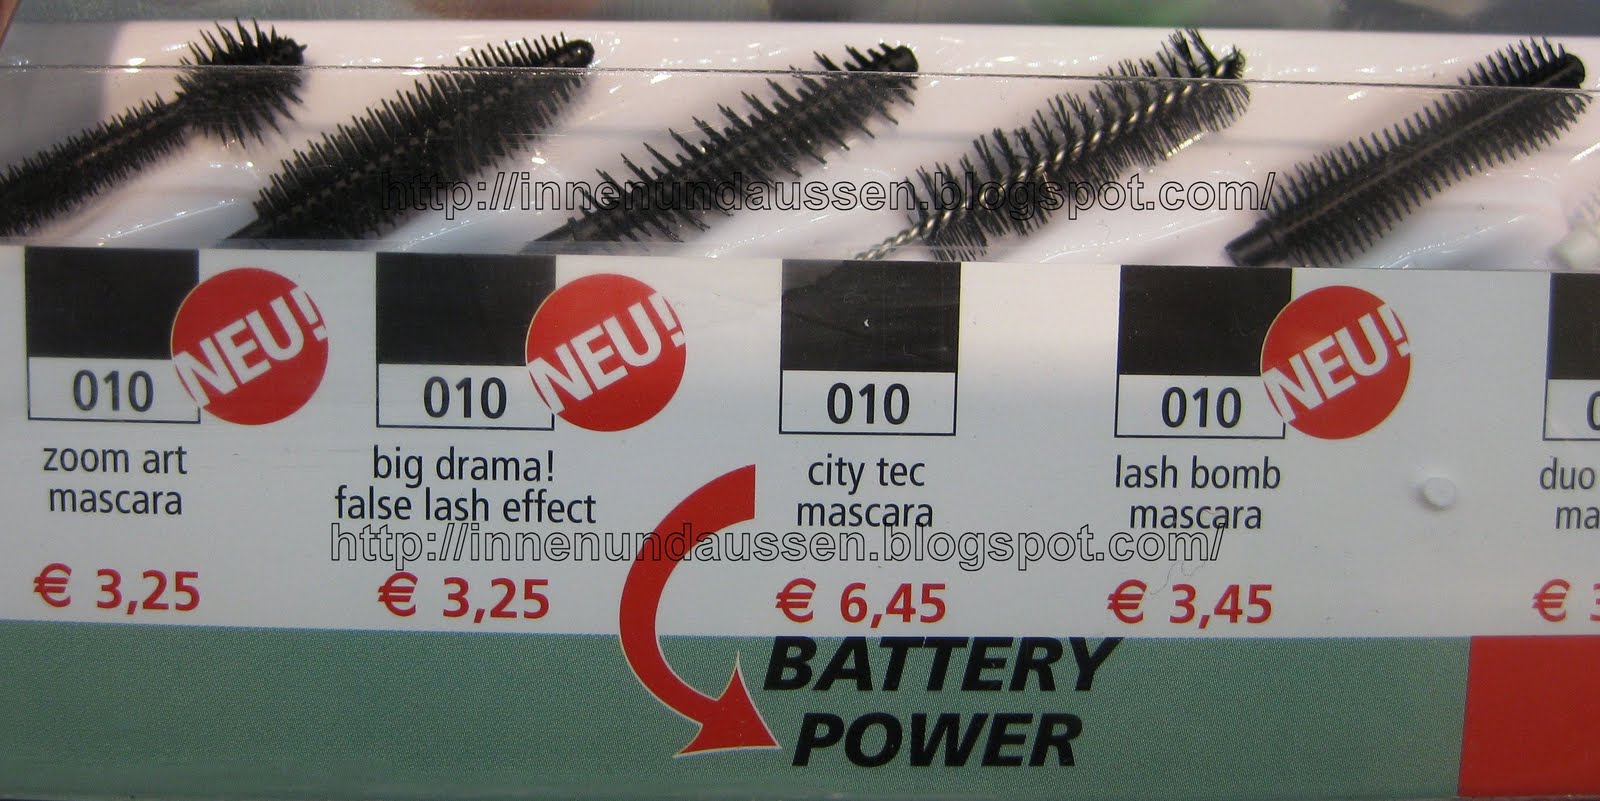 http://innenundaussen.blogspot.com/
010
NEU!
010
NEU!
010
010
NEU!
zoom art
mascara
big drama!
false lash effect
city tec
mascara
lash bomb
mascara
duo
http://innenundaussen.blogspot.com/
€ 3,25
€ 3,25
€ 6,45
€ 3,45
€
BATTERY
POWER